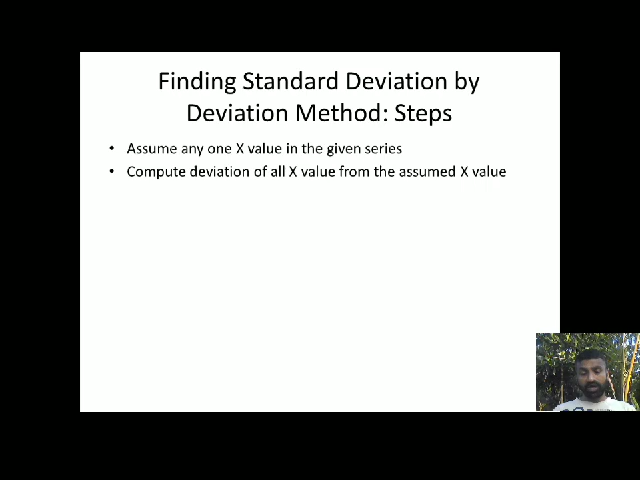 Finding Standard Deviation by
Deviation Method: Steps
• Assume any one X value in the given series
• Compute deviation of all X value from the assumed X value